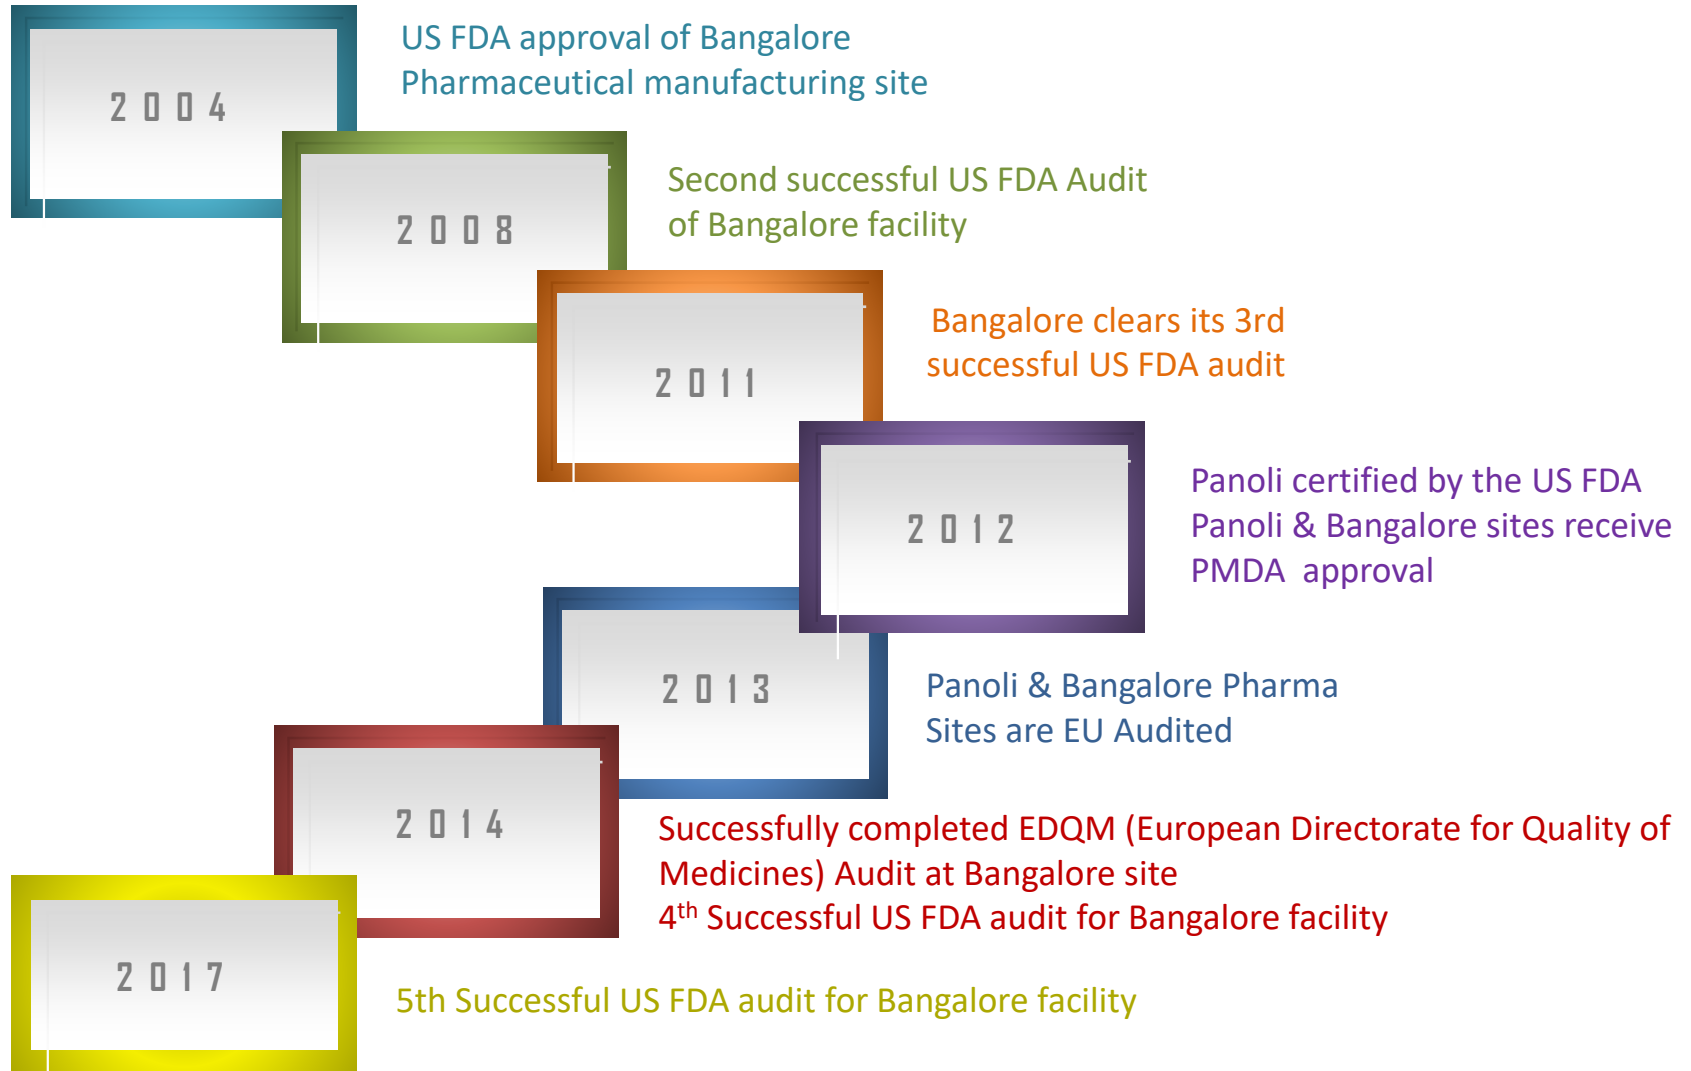 2004
US FDA approval of Bangalore
Pharmaceutical manufacturing site
2008
Second successful US FDA Audit
of Bangalore facility
2011
Bangalore clears its 3rd
successful US FDA audit
2012
Panoli certified by the US FDA
Panoli & Bangalore sites receive
PMDA approval
2013
Panoli & Bangalore Pharma
Sites are EU Audited
2014
Successfully completed EDQM (European Directorate for Quality of
Medicines) Audit at Bangalore site
4th Successful US FDA audit for Bangalore facility
2017
5th Successful US FDA audit for Bangalore facility